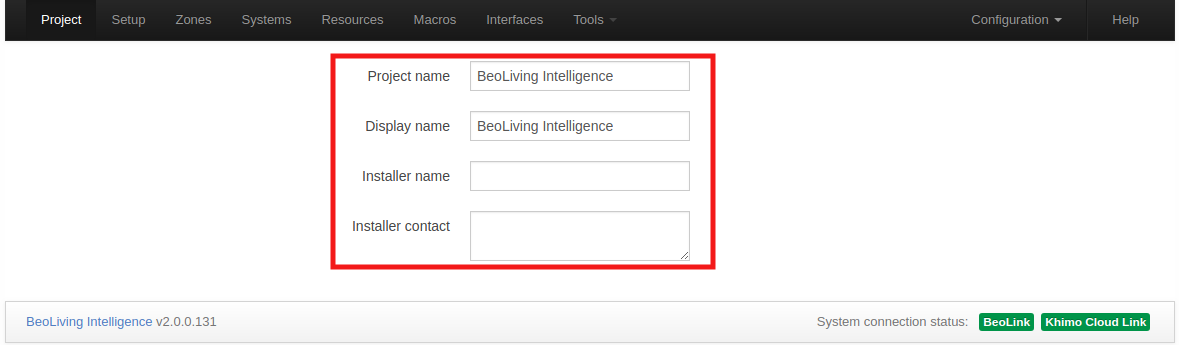 Project Setup Zones Systems Resources Macros Interfaces Tools Configuration Help
Project name BeoLiving Intelligence
Display name BeoLiving Intelligence
Installer name
Installer contact
BeoLiving Intelligence v2.0.0.131 System connection status: BeoLink Khimo Cloud Link